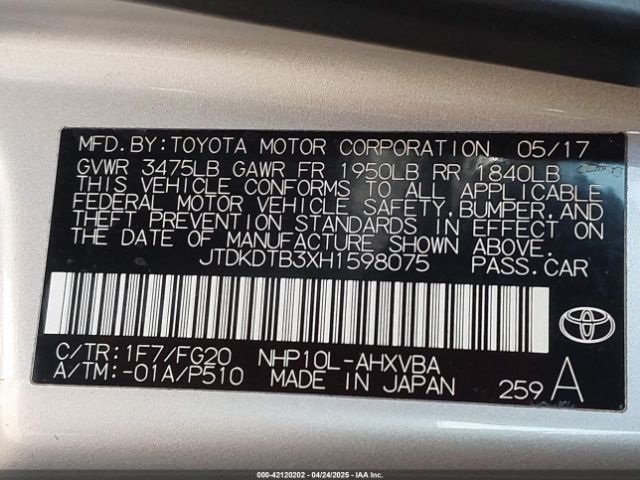 MFD.BY:TOYOTA MOTOR CORPORATION 05/17
GVWR 3475LB GAWR FR 1950LB RR 1840LB
THIS VEHICLE CONFORMS TO ALL APPLICABLE
FEDERAL MOTOR VEHICLE SAFETY,BUMPER,AND
THEFT PREVENTION STANDARDS IN EFFECT ON
THE DATE OF MANUFACTURE SHOWN ABOVE.
JTDKDTB3XH1598075 PASS.CAR
C/TR:1F7/FG20 NHP10L-AHXVBA
A/TM:-01A/P510 MADE IN JAPAN 259 A
000-42120202 - 04/24/2025 - IAA Inc.